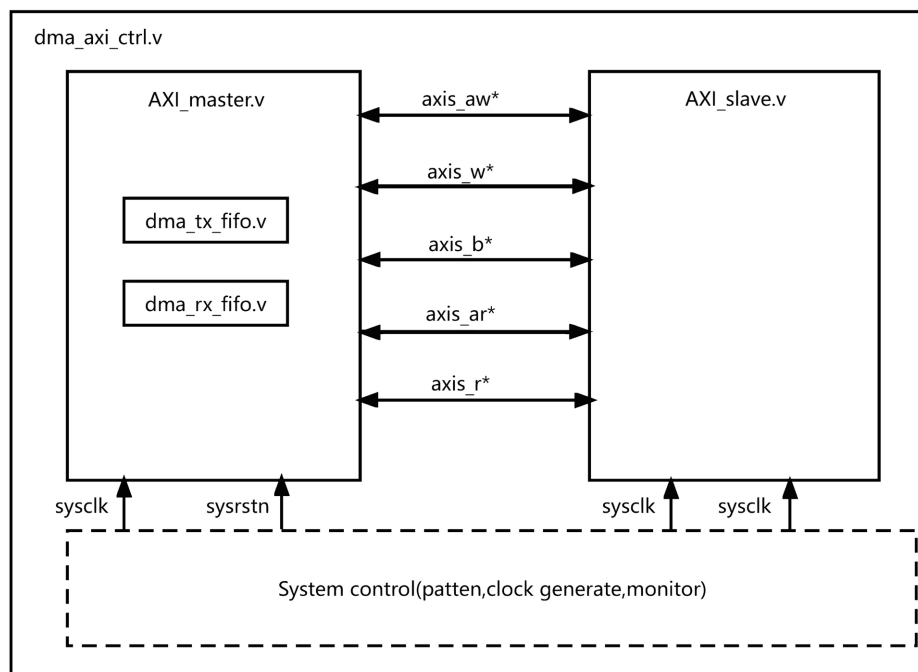 dma_axi_ctrl.v
AXI_master.v
AXI_slave.v
axis_aw*
axis_w*
dma_tx_fifo.v
axis_b*
dma_rx_fifo.v
axis_ar*
axis_r*
sysclk
sysrstn
sysclk
sysclk
System control(patten,clock generate,monitor)